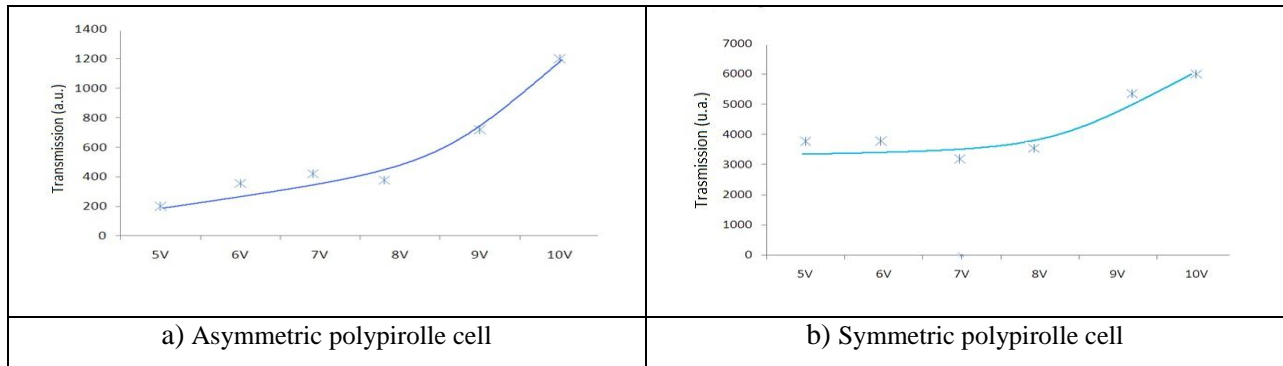 1400
1200
1000
800
600
400
200
0
Transmission (a.u.)
5V 6V 7V 8V 9V 10V
a) Asymmetric polypirolle cell
7000
6000
5000
4000
3000
2000
1000
0
Trasmission (u.a.)
5V 6V 7V 8V 9V 10V
b) Symmetric polypirolle cell